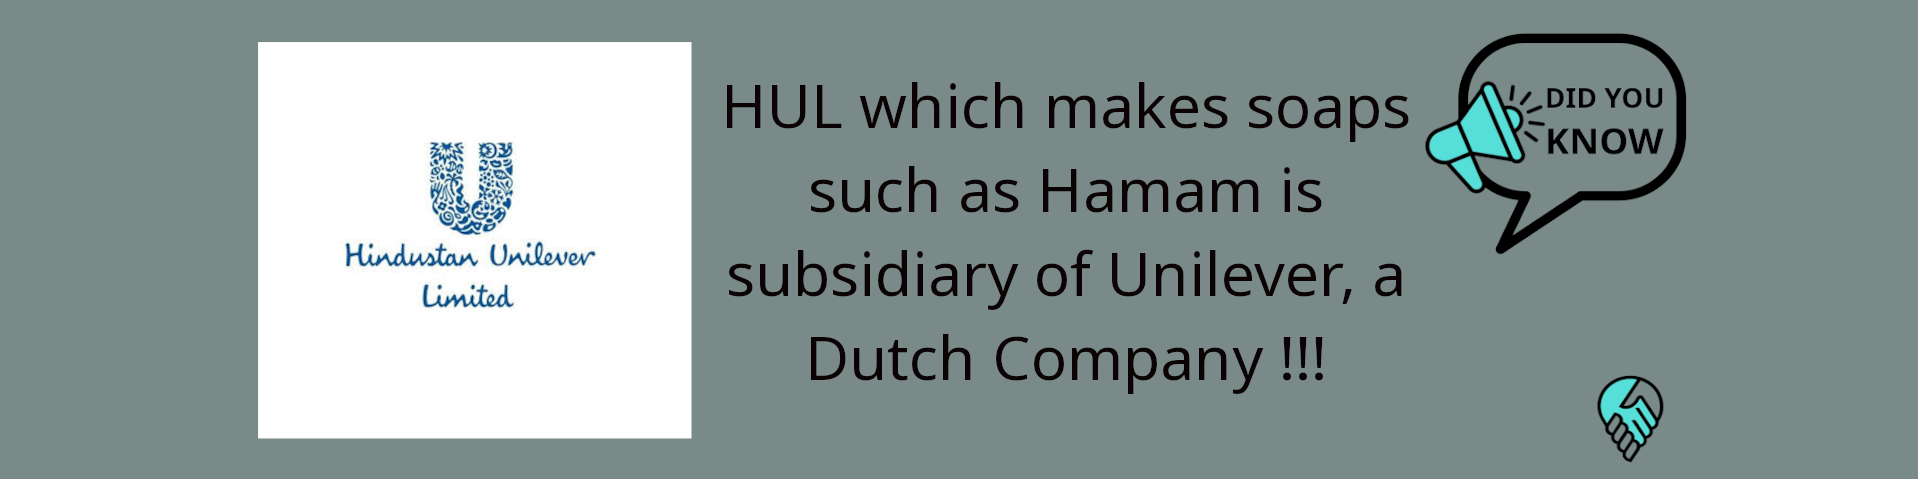 Hindustan Unilever
Limited
HUL which makes soaps
such as Hamam is
subsidiary of Unilever, a
Dutch Company !!!
DID YOU
KNOW